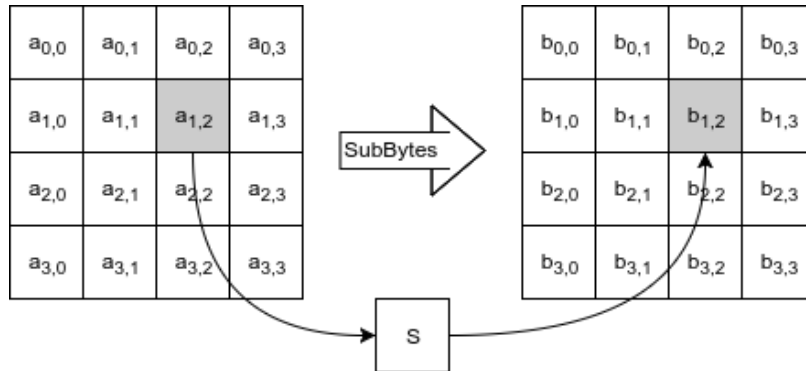 a0,0 a0,1 a0,2 a0,3 b0,0 b0,1 b0,2 b0,3
a1,0 a1,1 a1,2 a1,3 SubBytes b1,0 b1,1 b1,2 b1,3
a2,0 a2,1 a2,2 a2,3 b2,0 b2,1 b2,2 b2,3
a3,0 a3,1 a3,2 a3,3 b3,0 b3,1 b3,2 b3,3
S